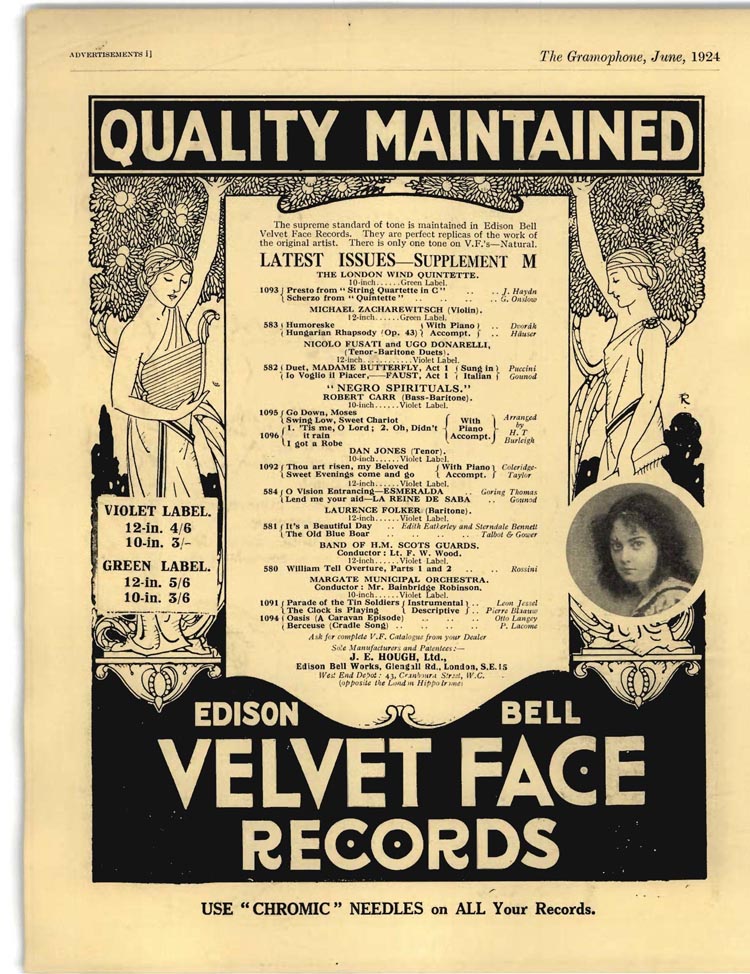 ADVERTISEMENTS i]
The Gramophone, June, 1924
QUALITY MAINTAINED
The supreme standard of tone is maintained in Edison Bell
Velvet Face Records. They are perfect replicas of the work of
the original artist. There is only one tone on V.F.'s—Natural.
LATEST ISSUES—SUPPLEMENT M
THE LONDON WIND QUINTETTE.
10-inch......Green Label.
1093 { Presto from "String Quartette in C" .. .. J. Haydn
{ Scherzo from "Quintette" .. .. .. .. G. Onslow
MICHAEL ZACHAREWITSCH (Violin).
12-inch......Green Label.
583 { Humoreske { With Piano } .. Dvorák
{ Hungarian Rhapsody (Op. 43) } Accompt. { .. Häuser
NICOLO FUSATI and UGO DONARELLI,
(Tenor-Baritone Duets).
12-inch............Violet Label.
582 { Duet, MADAME BUTTERFLY, Act 1 { Sung in } Puccini
{ Io Voglio il Piacer,——FAUST, Act 1 { Italian } Gounod
"NEGRO SPIRITUALS."
ROBERT CARR (Bass-Baritone).
10-inch......Violet Label.
1095 { Go Down, Moses
{ Swing Low, Sweet Chariot
1096 { 1. 'Tis me, O Lord; 2. Oh, Didn't
it rain
{ I got a Robe
{ With Piano Accompt. }
Arranged by H. T. Burleigh
DAN JONES (Tenor).
10-inch......Violet Label.
1092 { Thou art risen, my Beloved { With Piano } Coleridge-
{ Sweet Evenings come and go { Accompt. } Taylor
12-inch......Violet Label.
584 { O Vision Entrancing—ESMERALDA .. Goring Thomas
{ Lend me your aid—LA REINE DE SABA .. Gounod
LAURENCE FOLKER (Baritone).
12-inch......Violet Label.
581 { It's a Beautiful Day .. Edith Eatkerley and Sterndale Bennett
{ The Old Blue Boar .. .. .. Talbot & Gower
BAND OF H.M. SCOTS GUARDS.
Conductor: Lt. F. W. Wood.
12-inch......Violet Label.
580 William Tell Overture, Parts 1 and 2 .. .. Rossini
MARGATE MUNICIPAL ORCHESTRA.
Conductor: Mr. Bainbridge Robinson.
10-inch......Violet Label.
1091 { Parade of the Tin Soldiers { Instrumental } .. Leon Jessel
{ The Clock is Playing { Descriptive } .. Pierre Blaauw
1094 { Oasis (A Caravan Episode) .. .. .. Otto Langey
{ Berceuse (Cradle Song) .. .. .. .. P. Lacome
Ask for complete V.F. Catalogue from your Dealer
Sole Manufacturers and Patentees:—
J. E. HOUGH, Ltd.,
Edison Bell Works, Glengall Rd., London, S.E.15
West End Depot: 43, Cranbourn Street, W.C.
(opposite the London Hippodrome)
VIOLET LABEL.
12-in. 4/6
10-in. 3/-
GREEN LABEL.
12-in. 5/6
10-in. 3/6
EDISON BELL
VELVET FACE
RECORDS
USE "CHROMIC" NEEDLES on ALL Your Records.